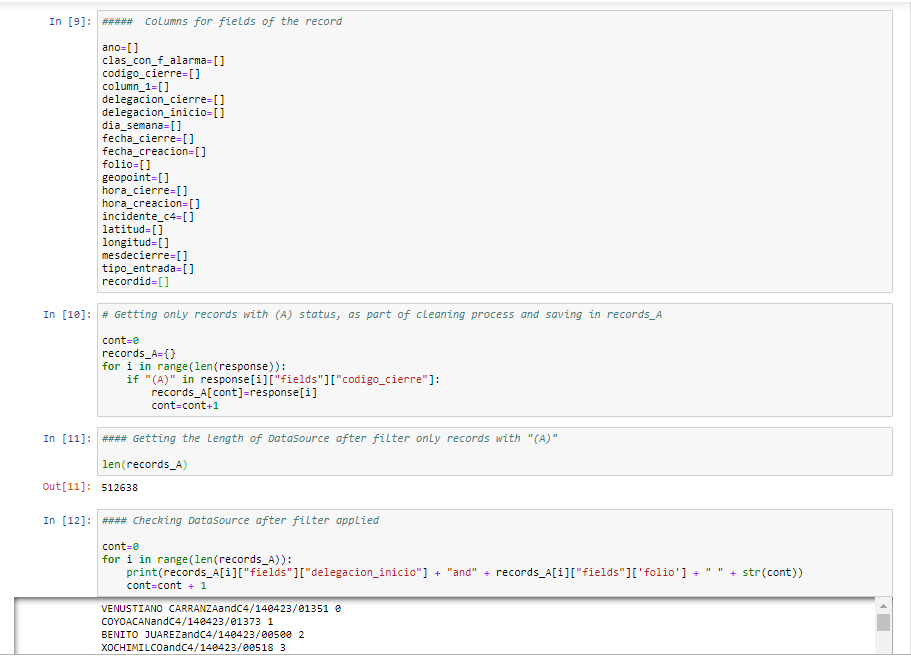 In [9]: ##### Columns for fields of the record
ano=[]
clas_con_f_alarma=[]
codigo_cierre=[]
column_1=[]
delegacion_cierre=[]
delegacion_inicio=[]
dia_semana=[]
fecha_cierre=[]
fecha_creacion=[]
folio=[]
geopoint=[]
hora_cierre=[]
hora_creacion=[]
incidente_c4=[]
latitud=[]
longitud=[]
mesdecierre=[]
tipo_entrada=[]
recordid=[]
In [10]: # Getting only records with (A) status, as part of cleaning process and saving in records_A
cont=0
records_A={}
for i in range(len(response)):
    if "(A)" in response[i]["fields"]["codigo_cierre"]:
        records_A[cont]=response[i]
        cont=cont+1
In [11]: #### Getting the Length of DataSource after filter only records with "(A)"
len(records_A)
Out[11]: 512638
In [12]: #### Checking DataSource after filter applied
cont=0
for i in range(len(records_A)):
    print(records_A[i]["fields"]["delegacion_inicio"] + "and" + records_A[i]["fields"]['folio'] + " " + str(cont))
    cont=cont + 1
VENUSTIANO CARRANZAandC4/140423/01351 0
COYOACANandC4/140423/01373 1
BENITO JUAREZandC4/140423/00500 2
XOCHIMILCOandC4/140423/00518 3